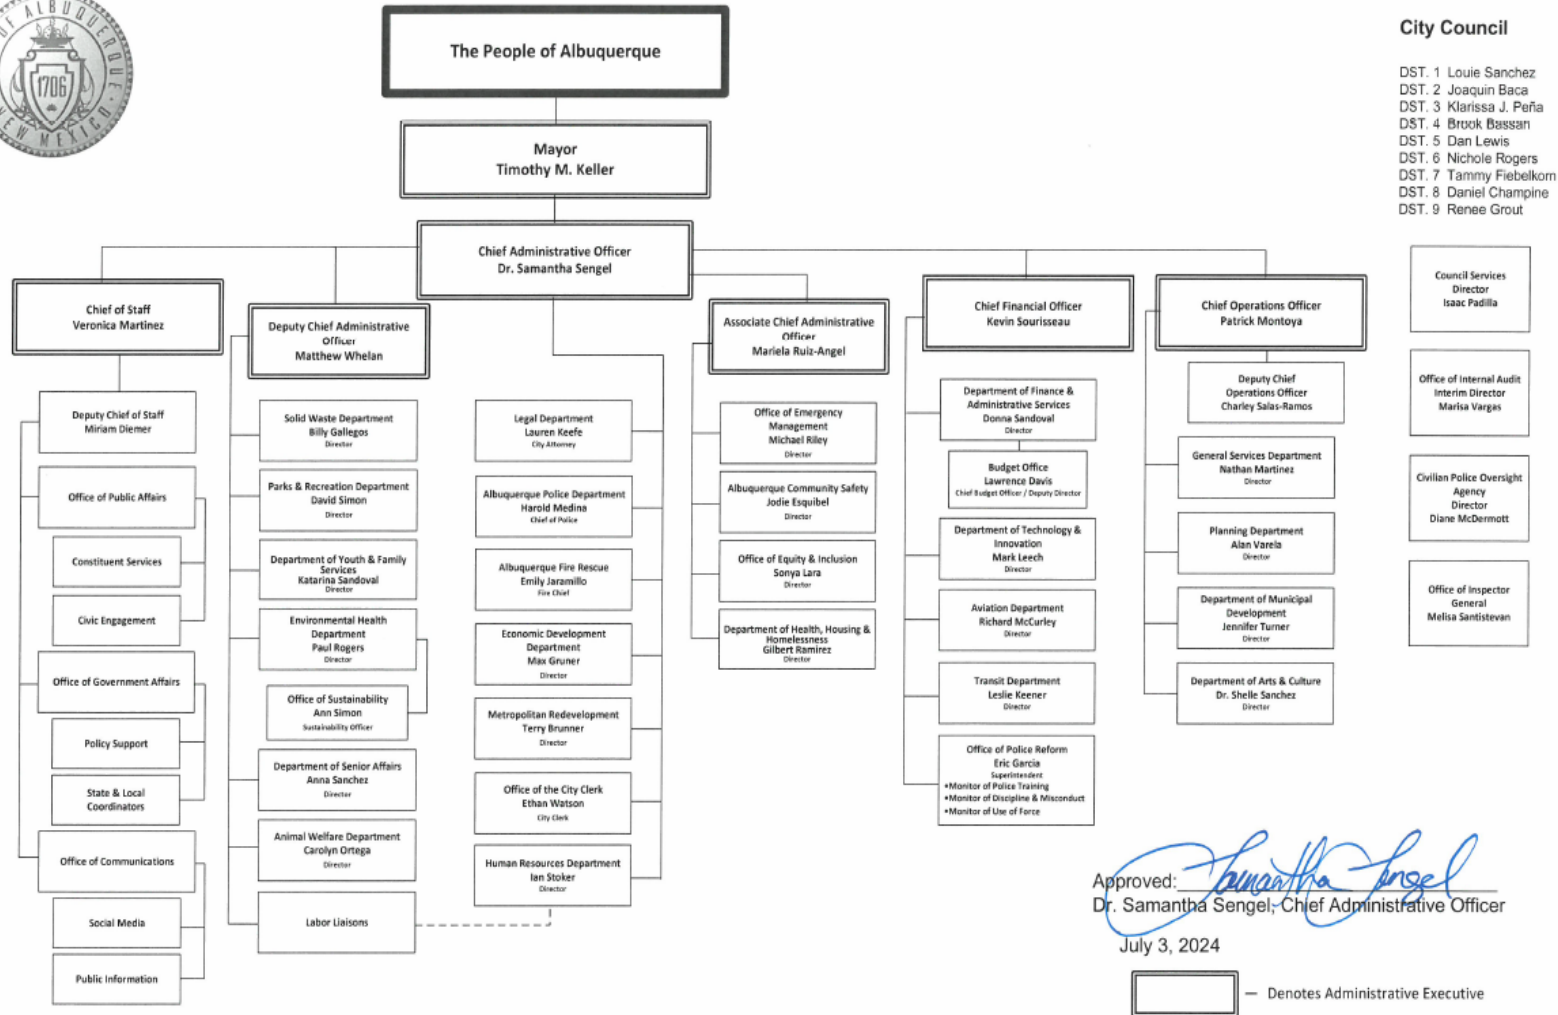 OF ALBUQUERQUE
1706
NEW MEXICO
The People of Albuquerque
Mayor
Timothy M. Keller
Chief Administrative Officer
Dr. Samantha Sengel
City Council
DST. 1 Louie Sanchez
DST. 2 Joaquin Baca
DST. 3 Klarissa J. Peña
DST. 4 Brook Bassan
DST. 5 Dan Lewis
DST. 6 Nichole Rogers
DST. 7 Tammy Fiebelkorn
DST. 8 Daniel Champine
DST. 9 Renee Grout
Chief of Staff
Veronica Martinez
Deputy Chief of Staff
Miriam Diemer
Office of Public Affairs
Constituent Services
Civic Engagement
Office of Government Affairs
Policy Support
State & Local
Coordinators
Office of Communications
Social Media
Public Information
Deputy Chief Administrative
Officer
Matthew Whelan
Solid Waste Department
Billy Gallegos
Director
Parks & Recreation Department
David Simon
Director
Department of Youth & Family
Services
Katarina Sandoval
Director
Environmental Health
Department
Paul Rogers
Director
Office of Sustainability
Ann Simon
Sustainability Officer
Department of Senior Affairs
Anna Sanchez
Director
Animal Welfare Department
Carolyn Ortega
Director
Labor Liaisons
Legal Department
Lauren Keefe
City Attorney
Albuquerque Police Department
Harold Medina
Chief of Police
Albuquerque Fire Rescue
Emily Jaramillo
Fire Chief
Economic Development
Department
Max Gruner
Director
Metropolitan Redevelopment
Terry Brunner
Director
Office of the City Clerk
Ethan Watson
City Clerk
Human Resources Department
Ian Stoker
Director
Associate Chief Administrative
Officer
Mariela Ruiz-Angel
Office of Emergency
Management
Michael Riley
Director
Albuquerque Community Safety
Jodie Esquibel
Director
Office of Equity & Inclusion
Sonya Lara
Director
Department of Health, Housing &
Homelessness
Gilbert Ramirez
Director
Chief Financial Officer
Kevin Sourisseau
Department of Finance &
Administrative Services
Donna Sandoval
Director
Budget Office
Lawrence Davis
Chief Budget Officer / Deputy Director
Department of Technology &
Innovation
Mark Leech
Director
Aviation Department
Richard McCurley
Director
Transit Department
Leslie Keener
Director
Office of Police Reform
Eric Garcia
Superintendent
•Monitor of Police Training
•Monitor of Discipline & Misconduct
•Monitor of Use of Force
Chief Operations Officer
Patrick Montoya
Deputy Chief
Operations Officer
Charley Salas-Ramos
General Services Department
Nathan Martinez
Director
Planning Department
Alan Varela
Director
Department of Municipal
Development
Jennifer Turner
Director
Department of Arts & Culture
Dr. Shelle Sanchez
Director
Council Services
Director
Isaac Padilla
Office of Internal Audit
Interim Director
Marisa Vargas
Civilian Police Oversight
Agency
Director
Diane McDermott
Office of Inspector
General
Melisa Santistevan
Approved: Samantha Sengel
Dr. Samantha Sengel, Chief Administrative Officer
July 3, 2024
— Denotes Administrative Executive